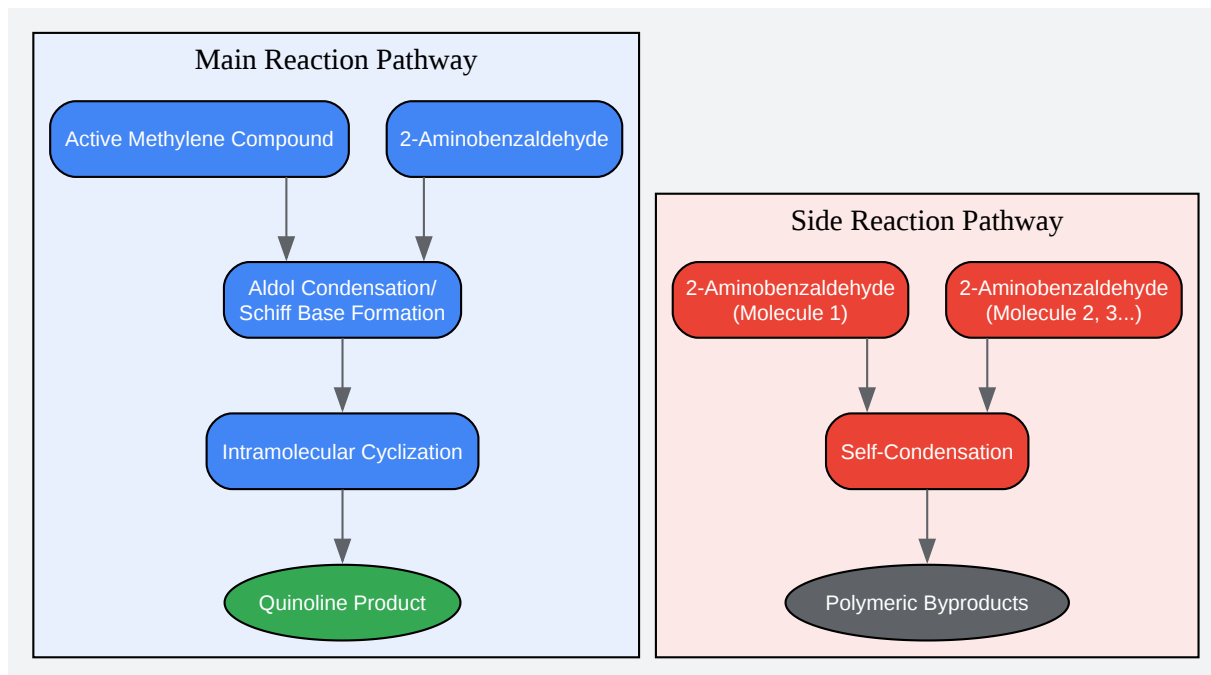 Main Reaction Pathway
Active Methylene Compound
2-Aminobenzaldehyde
Aldol Condensation/
Schiff Base Formation
Intramolecular Cyclization
Quinoline Product
Side Reaction Pathway
2-Aminobenzaldehyde
(Molecule 1)
2-Aminobenzaldehyde
(Molecule 2, 3...)
Self-Condensation
Polymeric Byproducts